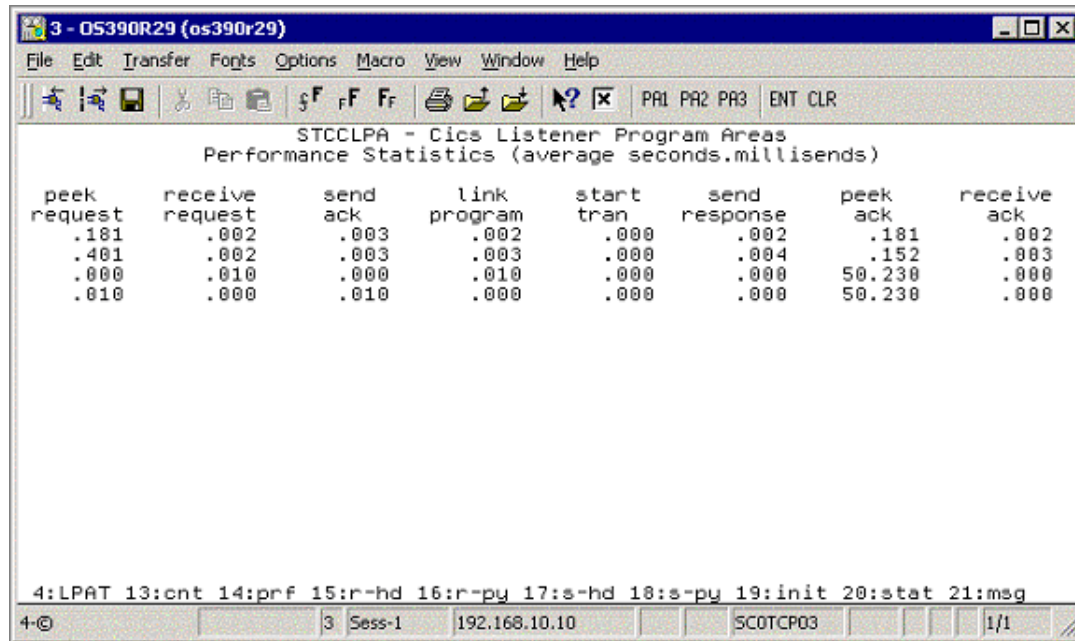 3 - OS390R29 (os390r29)
File Edit Transfer Fonts Options Macro View Window Help
PA1 PA2 PA3 ENT CLR
STCCLPA - Cics Listener Program Areas
Performance Statistics (average seconds.millisends)
peek receive send link start send peek receive
request request ack program tran response ack ack
.181 .002 .003 .002 .000 .002 .181 .002
.401 .002 .003 .003 .000 .004 .152 .003
.000 .010 .000 .010 .000 .000 50.230 .000
.010 .000 .010 .000 .000 .000 50.230 .000
4:LPAT 13:cnt 14:prf 15:r-hd 16:r-py 17:s-hd 18:s-py 19:init 20:stat 21:msg
4-© 3 Sess-1 192.168.10.10 SC0TCP03 1/1